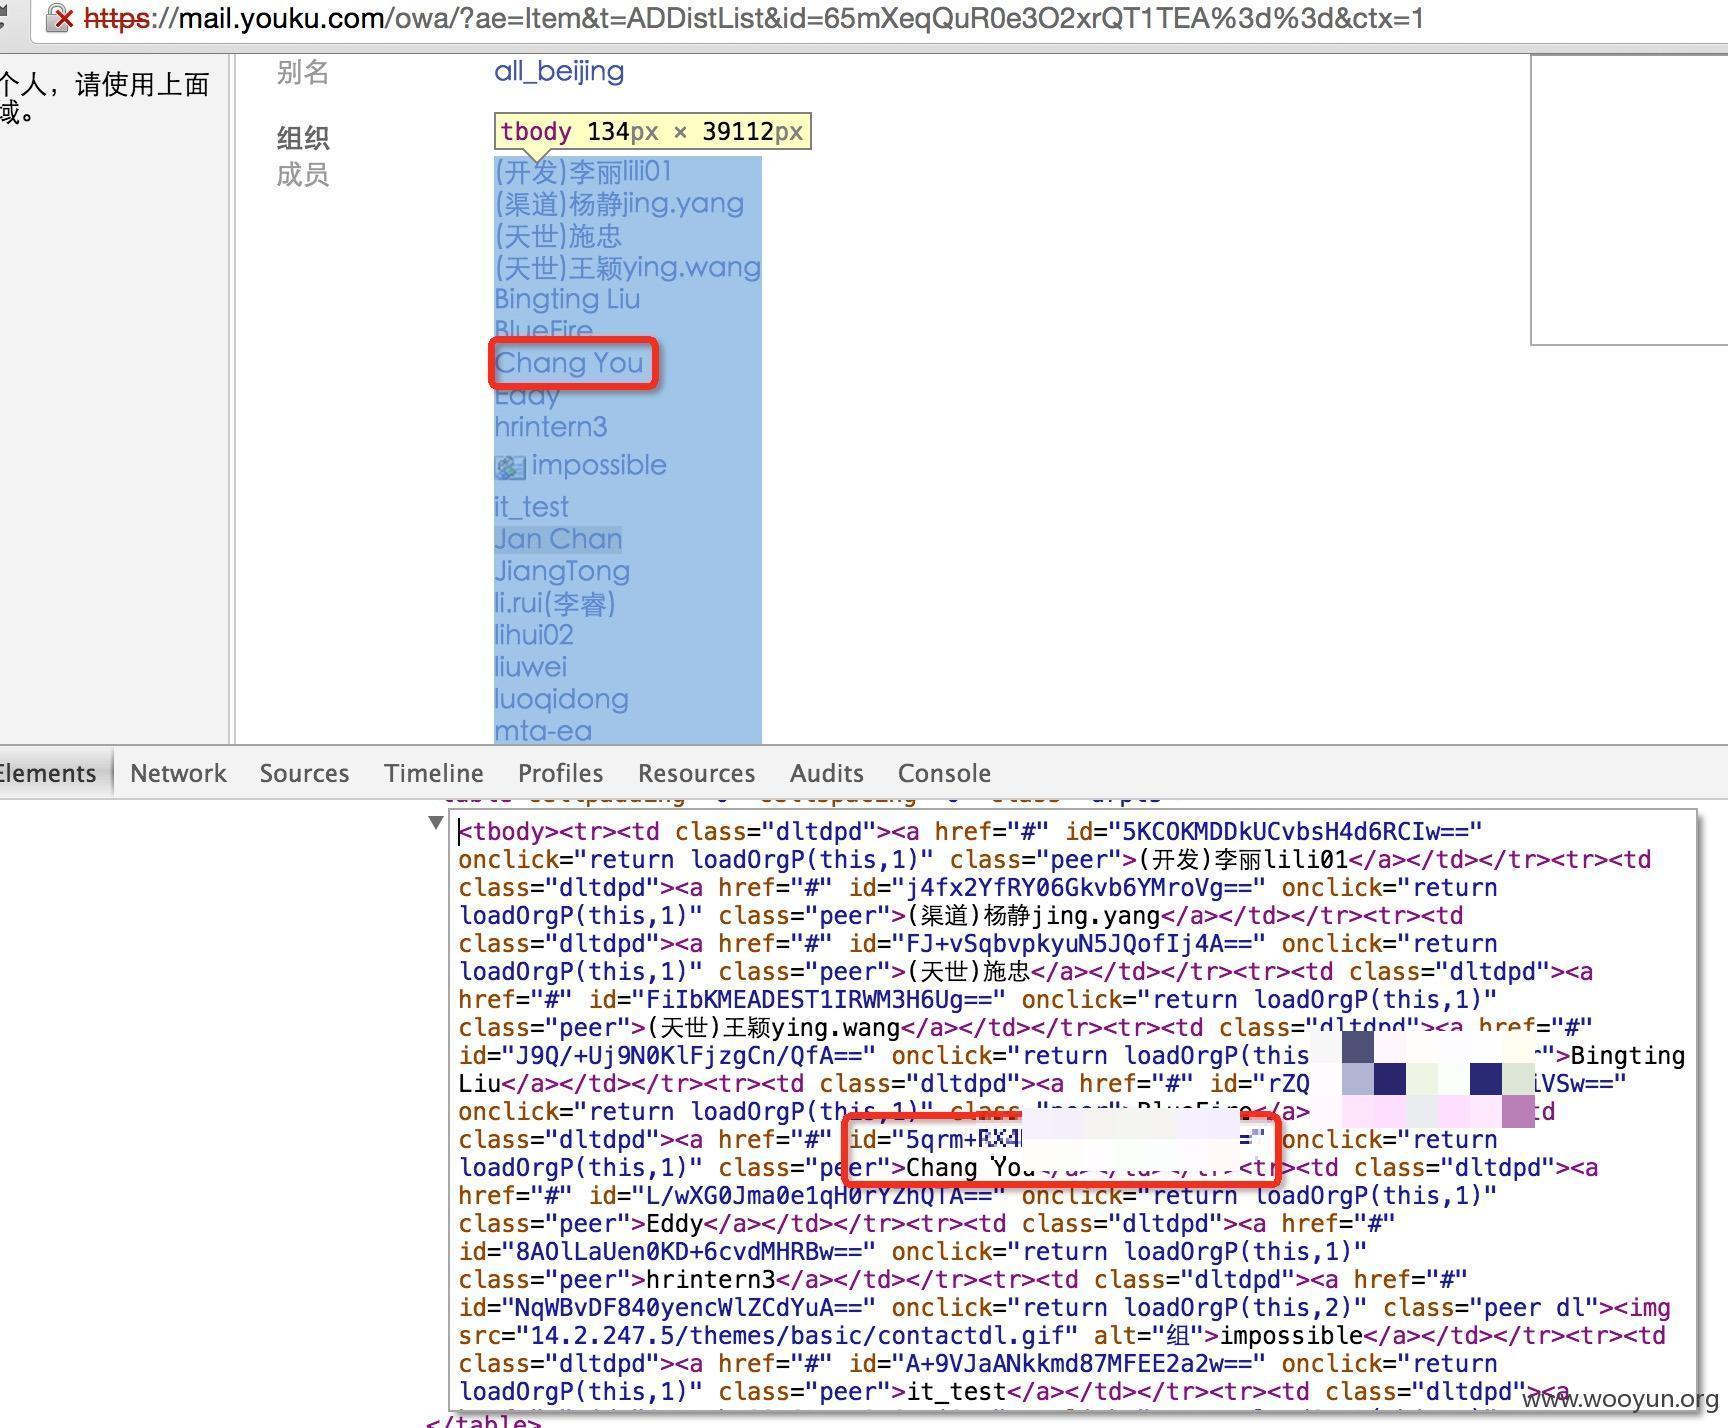 https://mail.youku.com/owa/?ae=Item&t=ADDistList&id=65mXeqQuR0e3O2xrQT1TEA%3d%3d&ctx=1
个人，请使用上面
域。
别名 all_beijing
组织
tbody 134px × 39112px
成员
(开发)李丽lili01
(渠道)杨静jing.yang
(天世)施忠
(天世)王颖ying.wang
Bingting Liu
BlueFire
Chang You
Eddy
hrintern3
impossible
it_test
Jan Chan
JiangTong
li.rui(李睿)
lihui02
liuwei
luoqidong
mta-ea
Elements Network Sources Timeline Profiles Resources Audits Console
<tbody><tr><td class="dltdpd"><a href="#" id="5KCOKMDDkUCvbsH4d6RCIw=="
onclick="return loadOrgP(this,1)" class="peer">(开发)李丽lili01</a></td></tr><tr><td
class="dltdpd"><a href="#" id="j4fx2YfRY06Gkvb6YMroVg==" onclick="return
loadOrgP(this,1)" class="peer">(渠道)杨静jing.yang</a></td></tr><tr><td
class="dltdpd"><a href="#" id="FJ+vSqbvpkyuN5JQofIj4A==" onclick="return
loadOrgP(this,1)" class="peer">(天世)施忠</a></td></tr><tr><td class="dltdpd"><a
href="#" id="FiIbKMEADEST1IRWM3H6Ug==" onclick="return loadOrgP(this,1)"
class="peer">(天世)王颖ying.wang</a></td></tr><tr><td class="dltdpd"><a href="#"
id="J9Q/+Uj9N0KlFjzgCn/QfA==" onclick="return loadOrgP(this ">Bingting
Liu</a></td></tr><tr><td class="dltdpd"><a href="#" id="rZQ iVSw=="
onclick="return loadOrgP(this,1)" class="peer">BlueFire</a> td
class="dltdpd"><a href="#" id="5qrm+RX4 =" onclick="return
loadOrgP(this,1)" class="peer">Chang You</a></td></tr><tr><td class="dltdpd"><a
href="#" id="L/wXG0Jma0e1qH0rYZhQTA==" onclick="return loadOrgP(this,1)"
class="peer">Eddy</a></td></tr><tr><td class="dltdpd"><a href="#"
id="8AOlLaUen0KD+6cvdMHRBw==" onclick="return loadOrgP(this,1)"
class="peer">hrintern3</a></td></tr><tr><td class="dltdpd"><a href="#"
id="NqWBvDF840yencWlZCdYuA==" onclick="return loadOrgP(this,2)" class="peer dl"><img
src="14.2.247.5/themes/basic/contactdl.gif" alt="组">impossible</a></td></tr><tr><td
class="dltdpd"><a href="#" id="A+9VJaANkkmd87MFEE2a2w==" onclick="return
loadOrgP(this,1)" class="peer">it_test</a></td></tr><tr><td class="dltdpd"><a
</table>
www.wooyun.org